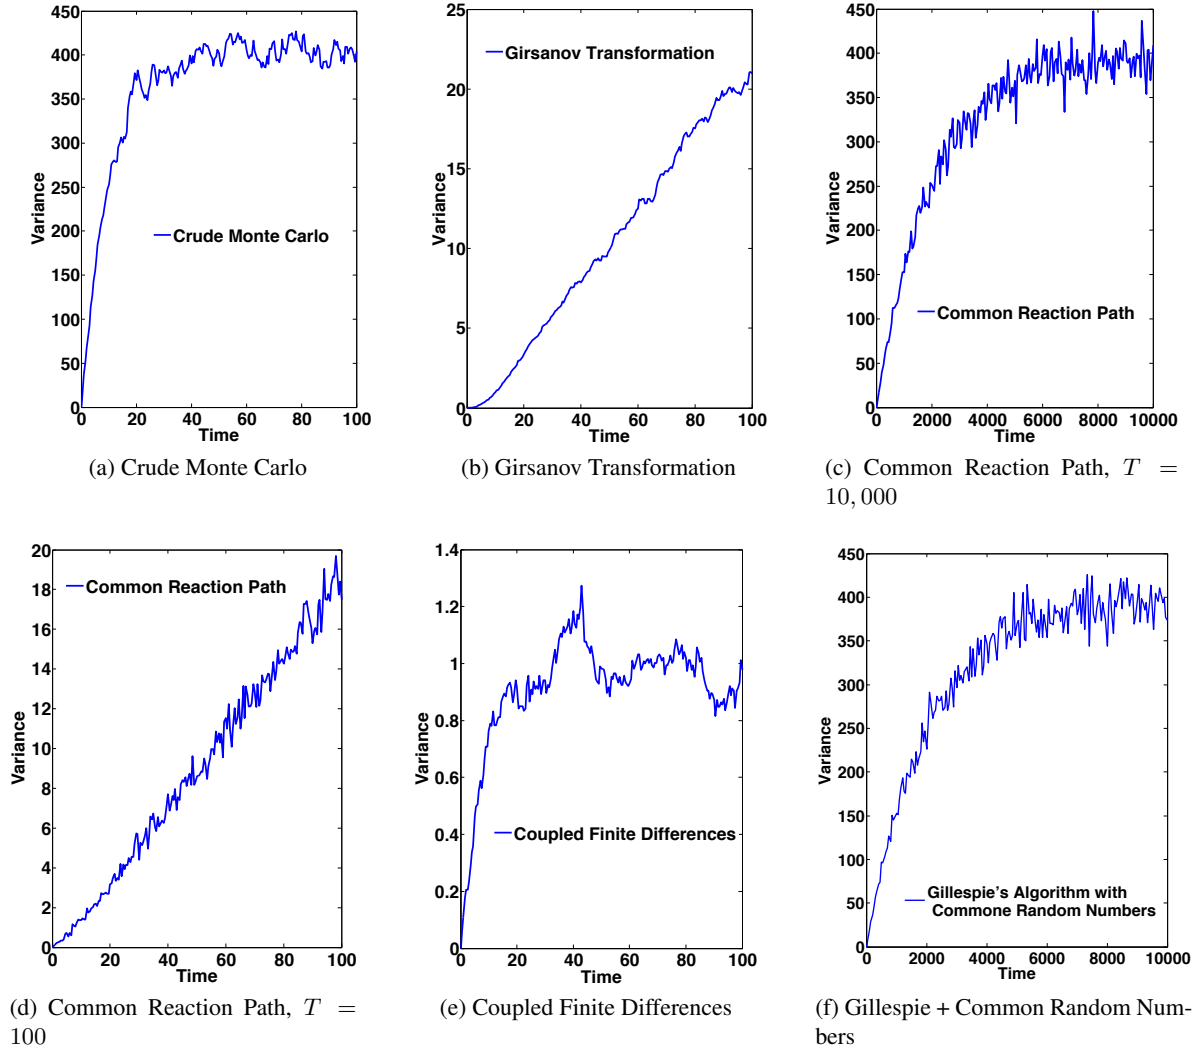 450
400
350
300
250
200
150
100
50
0
0 20 40 60 80 100
Variance
Time
Crude Monte Carlo
(a) Crude Monte Carlo
25
20
15
10
5
0
0 20 40 60 80 100
Variance
Time
Girsanov Transformation
(b) Girsanov Transformation
450
400
350
300
250
200
150
100
50
0
0 2000 4000 6000 8000 10000
Variance
Time
Common Reaction Path
(c) Common Reaction Path, T =
10, 000
20
18
16
14
12
10
8
6
4
2
0
0 20 40 60 80 100
Variance
Time
Common Reaction Path
(d) Common Reaction Path, T =
100
1.4
1.2
1
0.8
0.6
0.4
0.2
0
0 20 40 60 80 100
Variance
Time
Coupled Finite Differences
(e) Coupled Finite Differences
450
400
350
300
250
200
150
100
50
0
0 2000 4000 6000 8000 10000
Variance
Time
Gillespie's Algorithm with
Commone Random Numbers
(f) Gillespie + Common Random Num-
bers